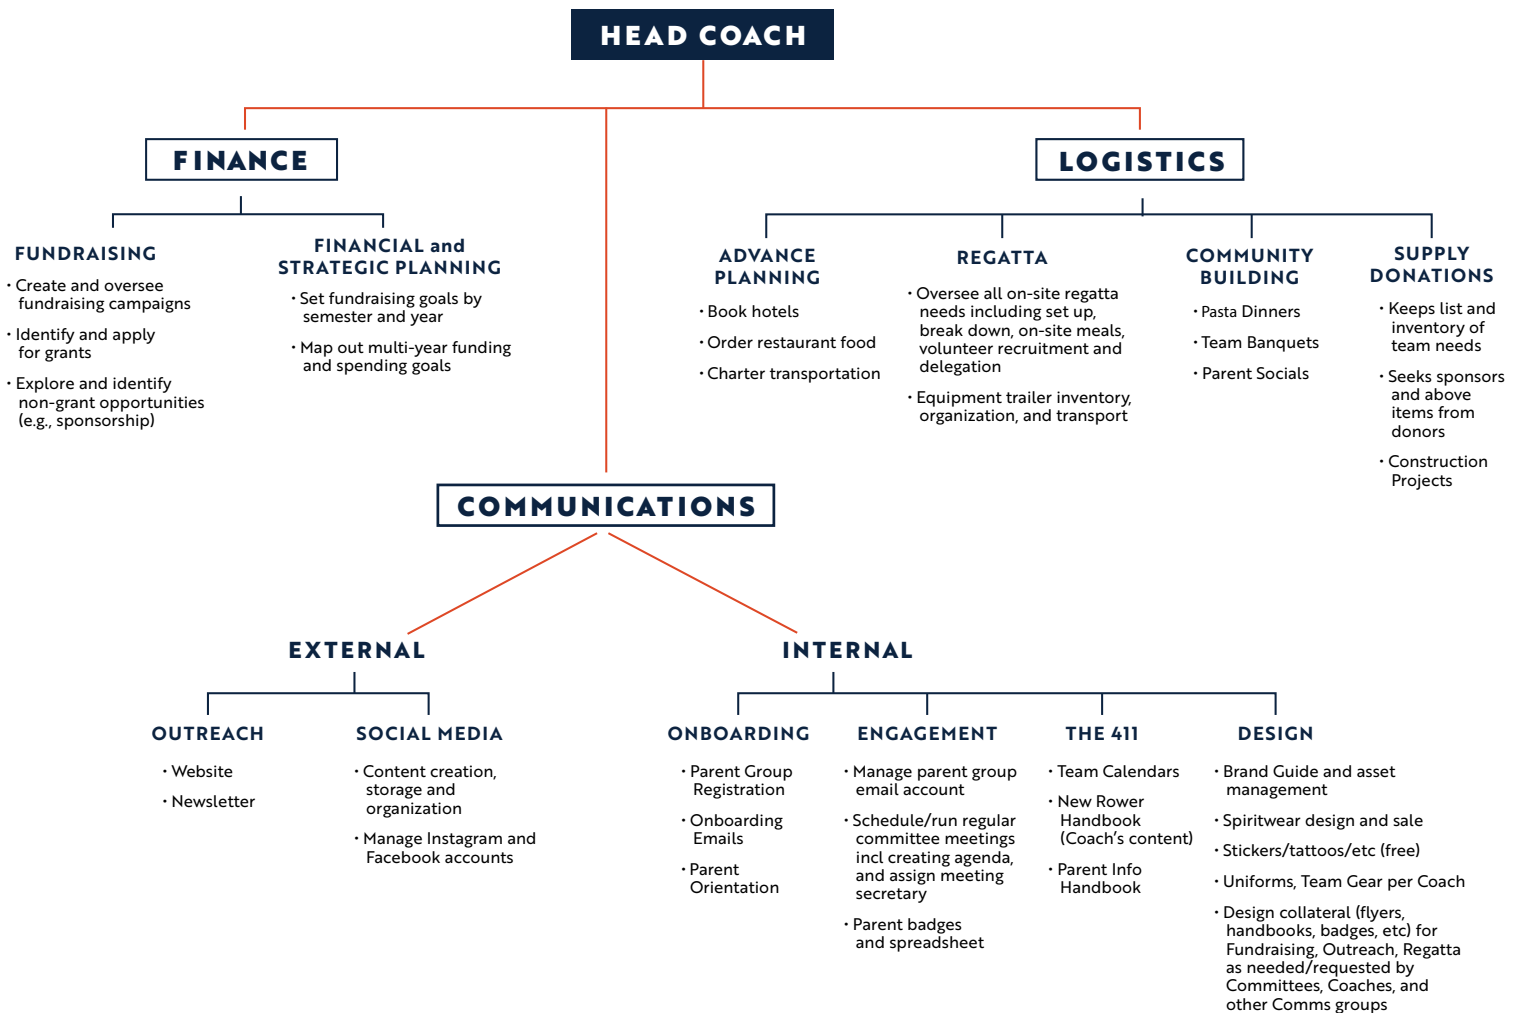 HEAD COACH
FINANCE
FUNDRAISING
· Create and oversee
fundraising campaigns
· Identify and apply
for grants
· Explore and identify
non-grant opportunities
(e.g., sponsorship)
FINANCIAL and
STRATEGIC PLANNING
· Set fundraising goals by
semester and year
· Map out multi-year funding
and spending goals
LOGISTICS
ADVANCE
PLANNING
· Book hotels
· Order restaurant food
· Charter transportation
REGATTA
· Oversee all on-site regatta
needs including set up,
break down, on-site meals,
volunteer recruitment and
delegation
· Equipment trailer inventory,
organization, and transport
COMMUNITY
BUILDING
· Pasta Dinners
· Team Banquets
· Parent Socials
SUPPLY
DONATIONS
· Keeps list and
inventory of
team needs
· Seeks sponsors
and above
items from
donors
· Construction
Projects
COMMUNICATIONS
EXTERNAL
OUTREACH
· Website
· Newsletter
SOCIAL MEDIA
· Content creation,
storage and
organization
· Manage Instagram and
Facebook accounts
INTERNAL
ONBOARDING
· Parent Group
Registration
· Onboarding
Emails
· Parent
Orientation
ENGAGEMENT
· Manage parent group
email account
· Schedule/run regular
committee meetings
incl creating agenda,
and assign meeting
secretary
· Parent badges
and spreadsheet
THE 411
· Team Calendars
· New Rower
Handbook
(Coach's content)
· Parent Info
Handbook
DESIGN
· Brand Guide and asset
management
· Spiritwear design and sale
· Stickers/tattoos/etc (free)
· Uniforms, Team Gear per Coach
· Design collateral (flyers,
handbooks, badges, etc) for
Fundraising, Outreach, Regatta
as needed/requested by
Committees, Coaches, and
other Comms groups